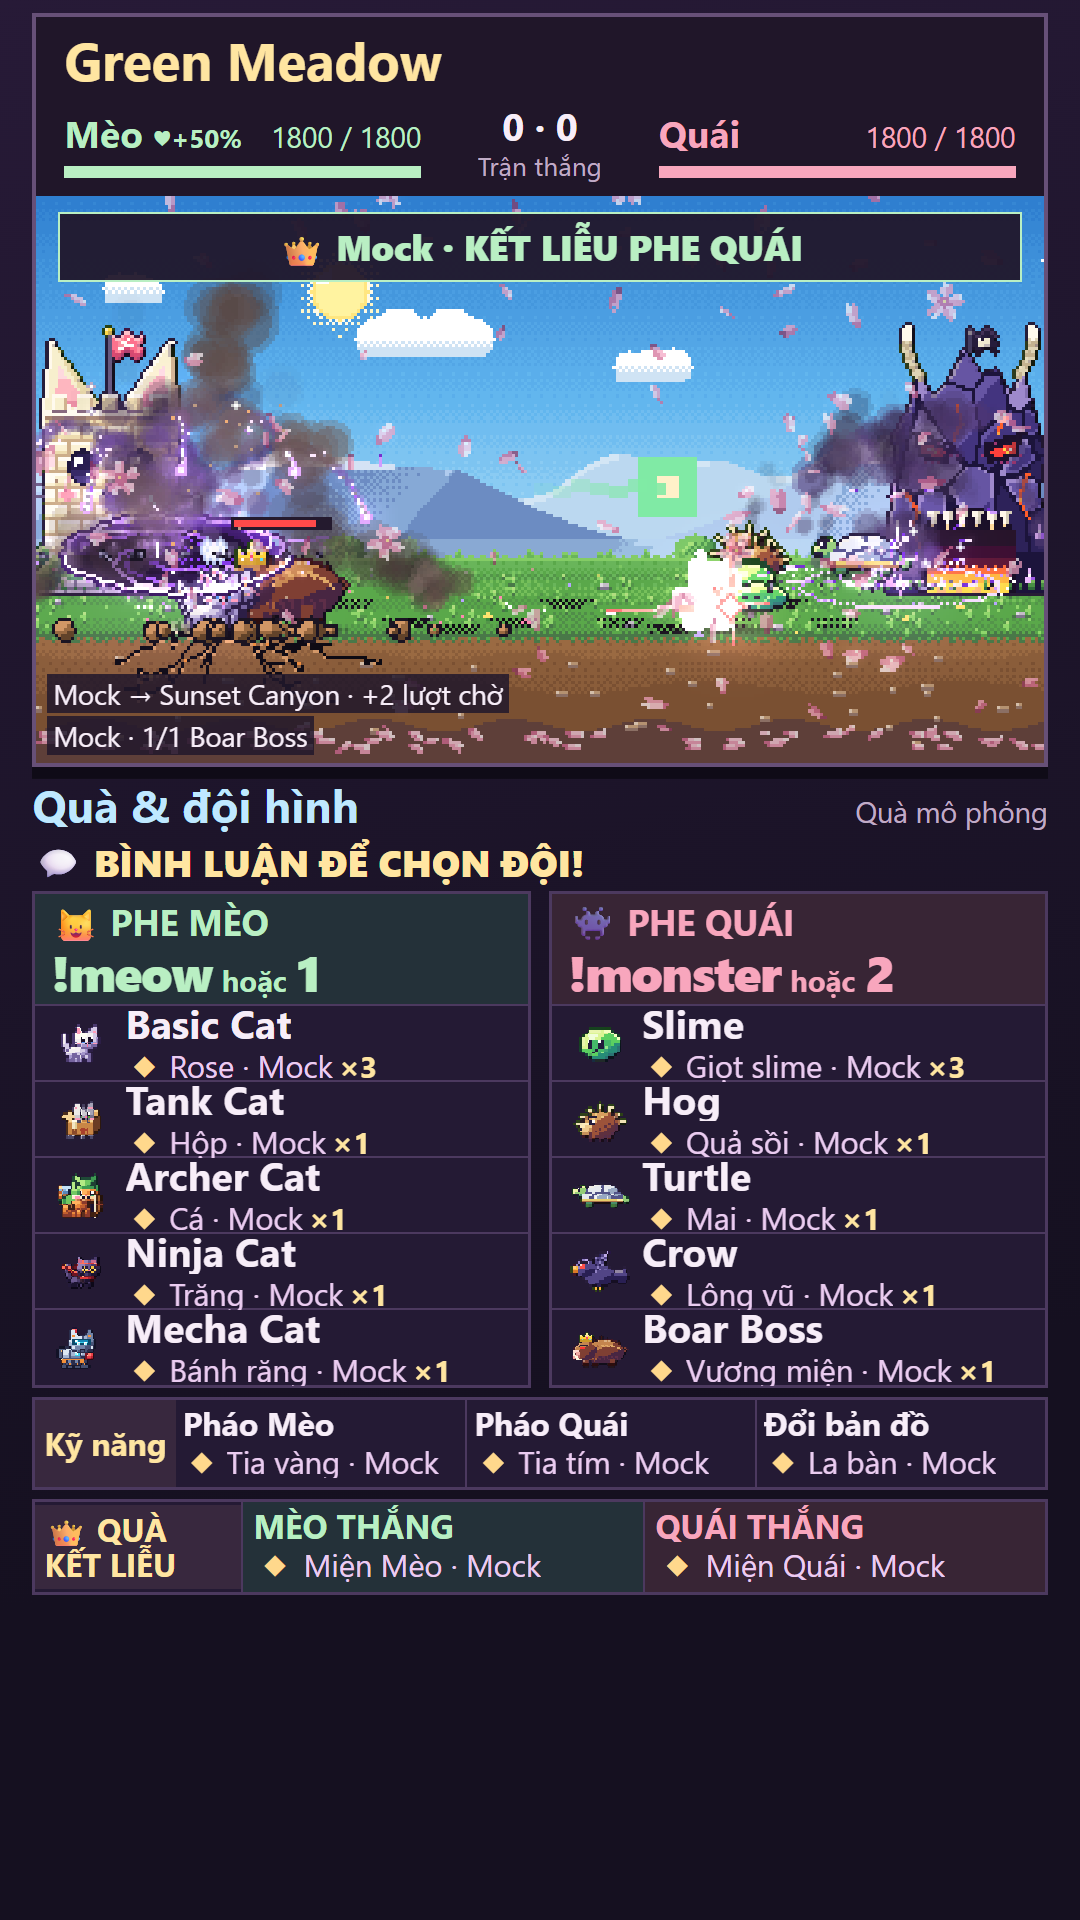 Green Meadow
Mèo ♥+50% 1800 / 1800
0 · 0
Trận thắng
Quái 1800 / 1800
👑 Mock · KẾT LIỄU PHE QUÁI
Mock → Sunset Canyon · +2 lượt chờ
Mock · 1/1 Boar Boss
Quà & đội hình
Quà mô phỏng
💬 BÌNH LUẬN ĐỂ CHỌN ĐỘI!
🐱 PHE MÈO
!meow hoặc 1
Basic Cat
◆ Rose · Mock ×3
Tank Cat
◆ Hộp · Mock ×1
Archer Cat
◆ Cá · Mock ×1
Ninja Cat
◆ Trăng · Mock ×1
Mecha Cat
◆ Bánh răng · Mock ×1
👾 PHE QUÁI
!monster hoặc 2
Slime
◆ Giọt slime · Mock ×3
Hog
◆ Quả sồi · Mock ×1
Turtle
◆ Mai · Mock ×1
Crow
◆ Lông vũ · Mock ×1
Boar Boss
◆ Vương miện · Mock ×1
Kỹ năng
Pháo Mèo
◆ Tia vàng · Mock
Pháo Quái
◆ Tia tím · Mock
Đổi bản đồ
◆ La bàn · Mock
👑 QUÀ
KẾT LIỄU
MÈO THẮNG
◆ Miện Mèo · Mock
QUÁI THẮNG
◆ Miện Quái · Mock